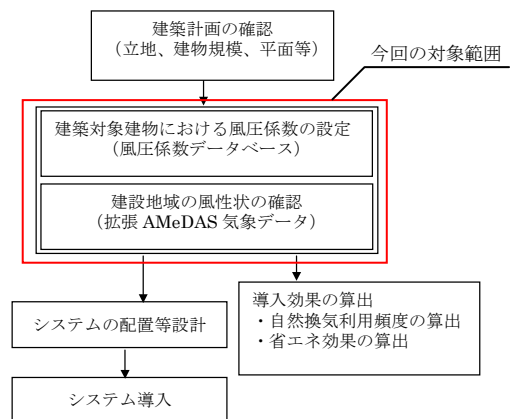 建築計画の確認
（立地、建物規模、平面等）
今回の対象範囲
建築対象建物における風圧係数の設定
（風圧係数データベース）
建設地域の風性状の確認
（拡張 AMeDAS 気象データ）
システムの配置等設計
導入効果の算出
・自然換気利用頻度の算出
・省エネ効果の算出
システム導入